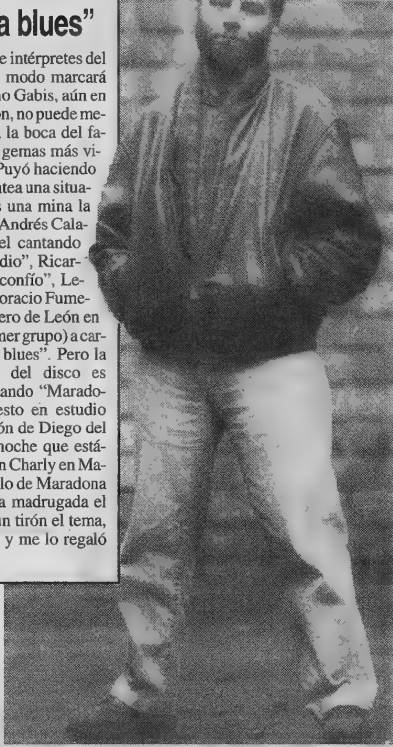 a blues”
e intérpretes del
modo marcará
no Gabis, aún en
ón, no puede me-
la boca del fa-
gemas más vi-
Puyó haciendo
ntea una situa-
s una mina la
Andrés Cala-
el cantando
dio”, Ricar-
confío”, Le-
oracio Fume-
ero de León en
mer grupo) a car-
blues”. Pero la
del disco es
ando “Marado-
esto en estudio
ón de Diego del
noche que está-
n Charly en Ma-
lo de Maradona
a madrugada el
un tirón el tema,
y me lo regaló